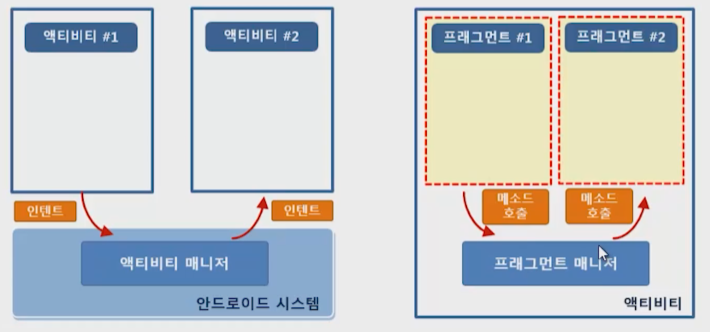 액티비티 #1
액티비티 #2
인텐트
인텐트
액티비티 매니저
안드로이드 시스템
프래그먼트 #1
프래그먼트 #2
메소드
호출
메소드
호출
프래그먼트 매니저
액티비티